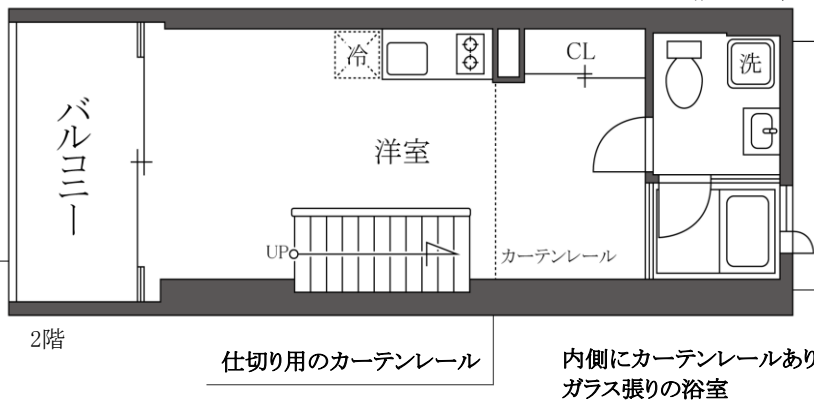 冷
CL
洗
バルコニー
洋室
UP
カーテンレール
2階
仕切り用のカーテンレール
内側にカーテンレールあり
ガラス張りの浴室